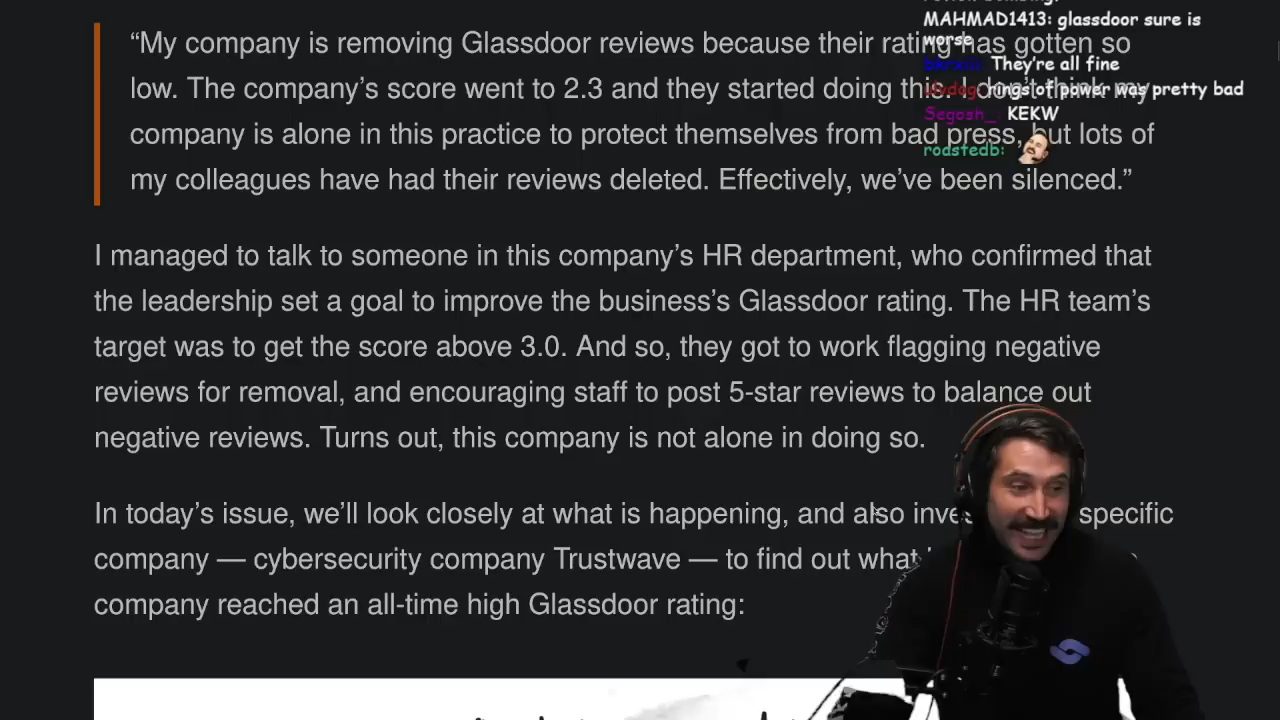 MAHMAD1413: glassdoor sure is
worse
“My company is removing Glassdoor reviews because their rating has gotten so
They're all fine
low. The company’s score went to 2.3 and they started doing this. I don’t think my
rings of power was pretty bad
Segosh_: KEKW
company is alone in this practice to protect themselves from bad press, but lots of
roastedb:
my colleagues have had their reviews deleted. Effectively, we’ve been silenced.”
I managed to talk to someone in this company’s HR department, who confirmed that
the leadership set a goal to improve the business’s Glassdoor rating. The HR team’s
target was to get the score above 3.0. And so, they got to work flagging negative
reviews for removal, and encouraging staff to post 5-star reviews to balance out
negative reviews. Turns out, this company is not alone in doing so.
In today’s issue, we’ll look closely at what is happening, and also specific
company — cybersecurity company Trustwave — to find out what
company reached an all-time high Glassdoor rating: